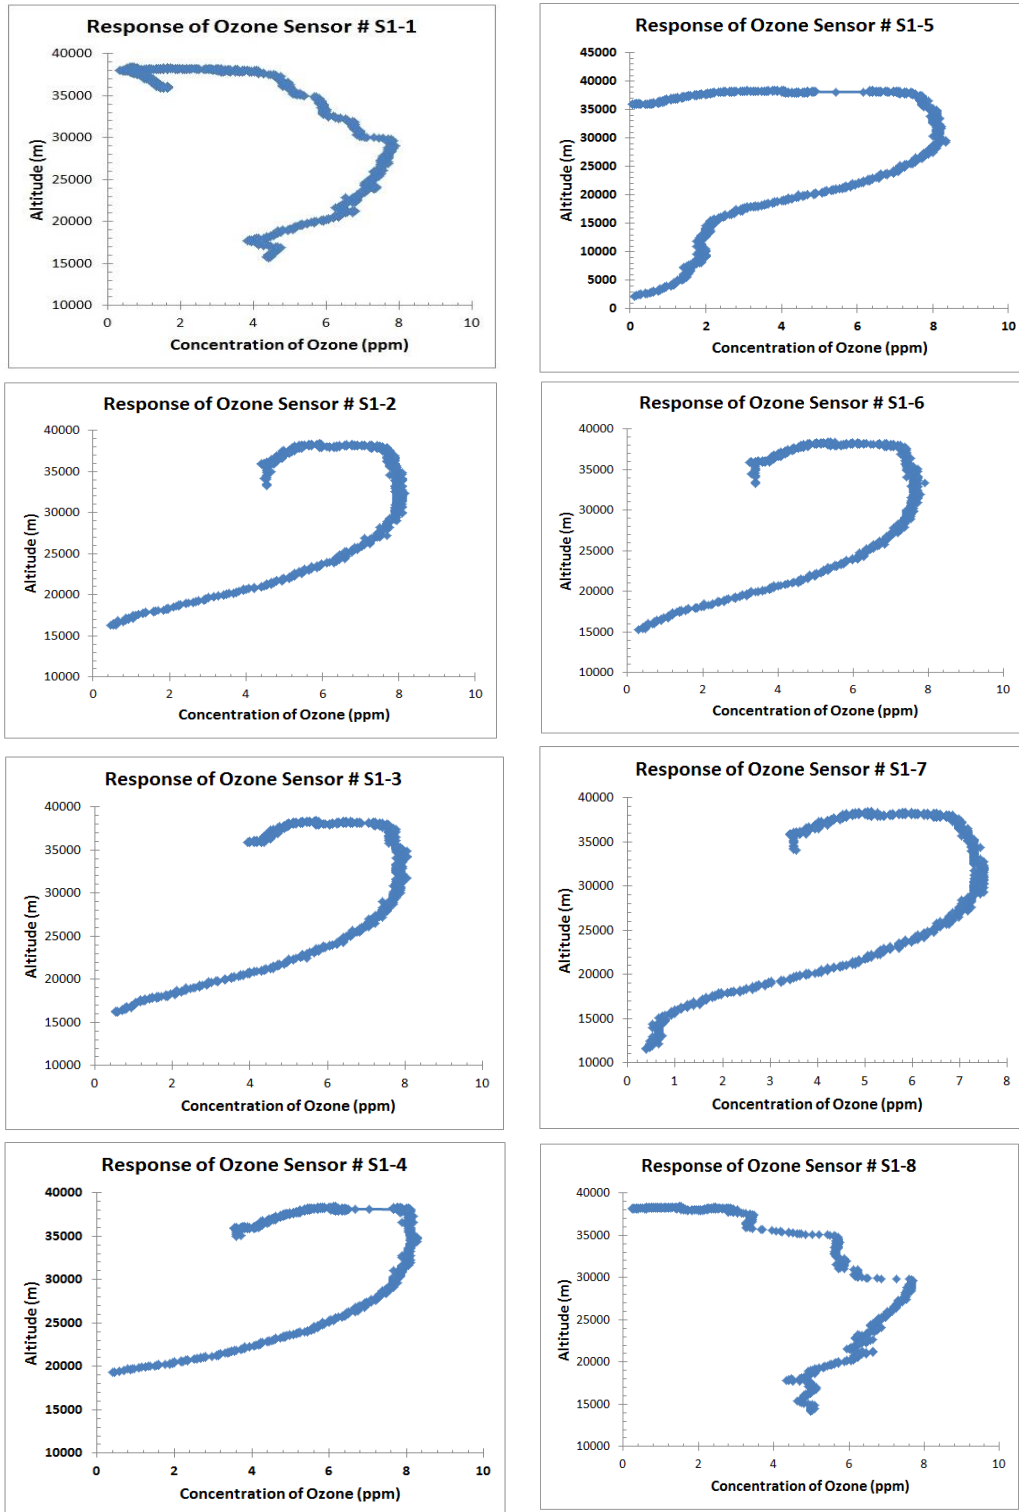 Response of Ozone Sensor # S1-1
40000
35000
30000
25000
20000
15000
10000
Altitude (m)
0 2 4 6 8 10
Concentration of Ozone (ppm)
Response of Ozone Sensor # S1-5
45000
40000
35000
30000
25000
20000
15000
10000
5000
0
Altitude (m)
0 2 4 6 8 10
Concentration of Ozone (ppm)
Response of Ozone Sensor # S1-2
40000
35000
30000
25000
20000
15000
10000
Altitude (m)
0 2 4 6 8 10
Concentration of Ozone (ppm)
Response of Ozone Sensor # S1-6
40000
35000
30000
25000
20000
15000
10000
Altitude (m)
0 2 4 6 8 10
Concentration of Ozone (ppm)
Response of Ozone Sensor # S1-3
40000
35000
30000
25000
20000
15000
10000
Altitude (m)
0 2 4 6 8 10
Concentration of Ozone (ppm)
Response of Ozone Sensor # S1-7
40000
35000
30000
25000
20000
15000
10000
Altitude (m)
0 1 2 3 4 5 6 7 8
Concentration of Ozone (ppm)
Response of Ozone Sensor # S1-4
40000
35000
30000
25000
20000
15000
10000
Altitude (m)
0 2 4 6 8 10
Concentration of Ozone (ppm)
Response of Ozone Sensor # S1-8
40000
35000
30000
25000
20000
15000
10000
Altitude (m)
0 2 4 6 8 10
Concentration of Ozone (ppm)